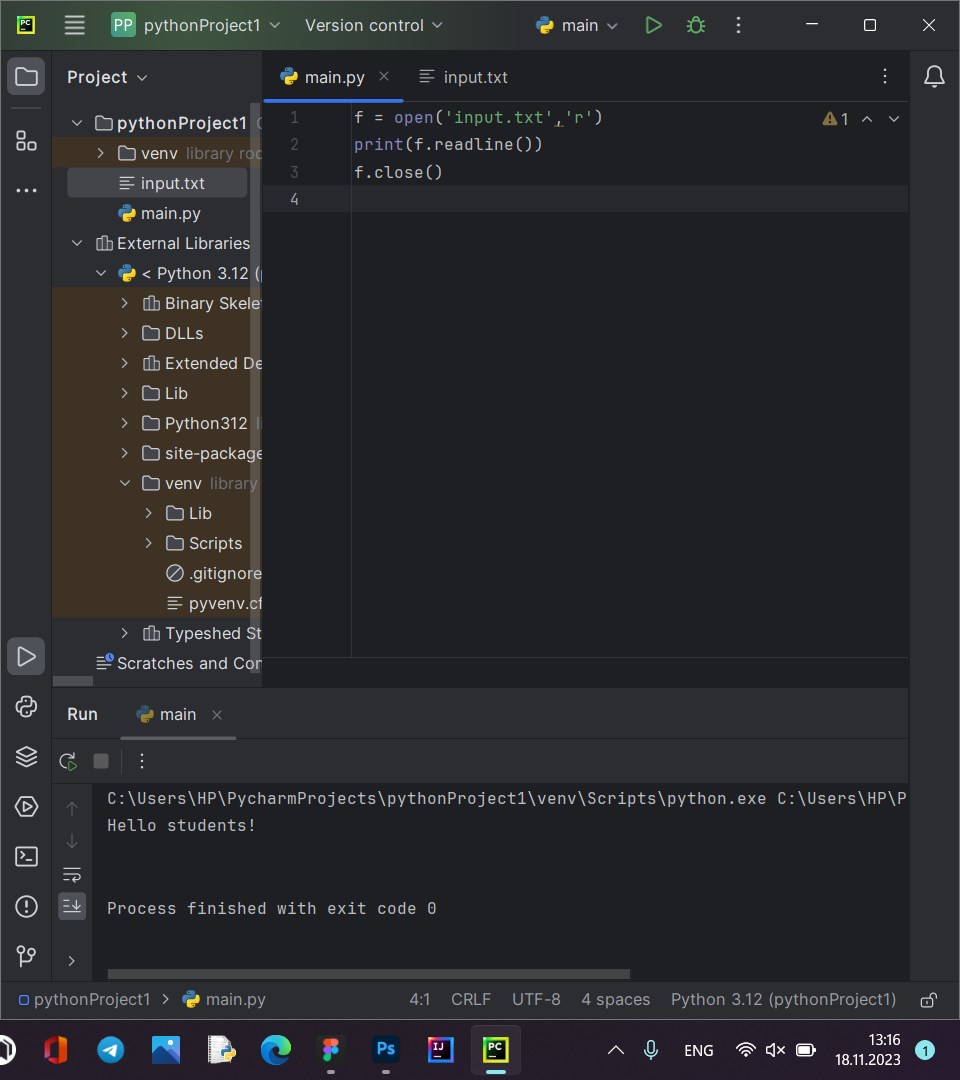 PC PP pythonProject1 Version control main
Project
main.py input.txt
pythonProject1
venv library roo
input.txt
main.py
External Libraries
< Python 3.12 (
Binary Skele
DLLs
Extended De
Lib
Python312
site-package
venv library
Lib
Scripts
.gitignore
pyvenv.cf
Typeshed St
Scratches and Con
1 f = open('input.txt','r')
2 print(f.readline())
3 f.close()
4
1
Run main
C:\Users\HP\PycharmProjects\pythonProject1\venv\Scripts\python.exe C:\Users\HP\P
Hello students!
Process finished with exit code 0
pythonProject1 > main.py 4:1 CRLF UTF-8 4 spaces Python 3.12 (pythonProject1)
Ps IJ PC ENG 13:16
18.11.2023 1